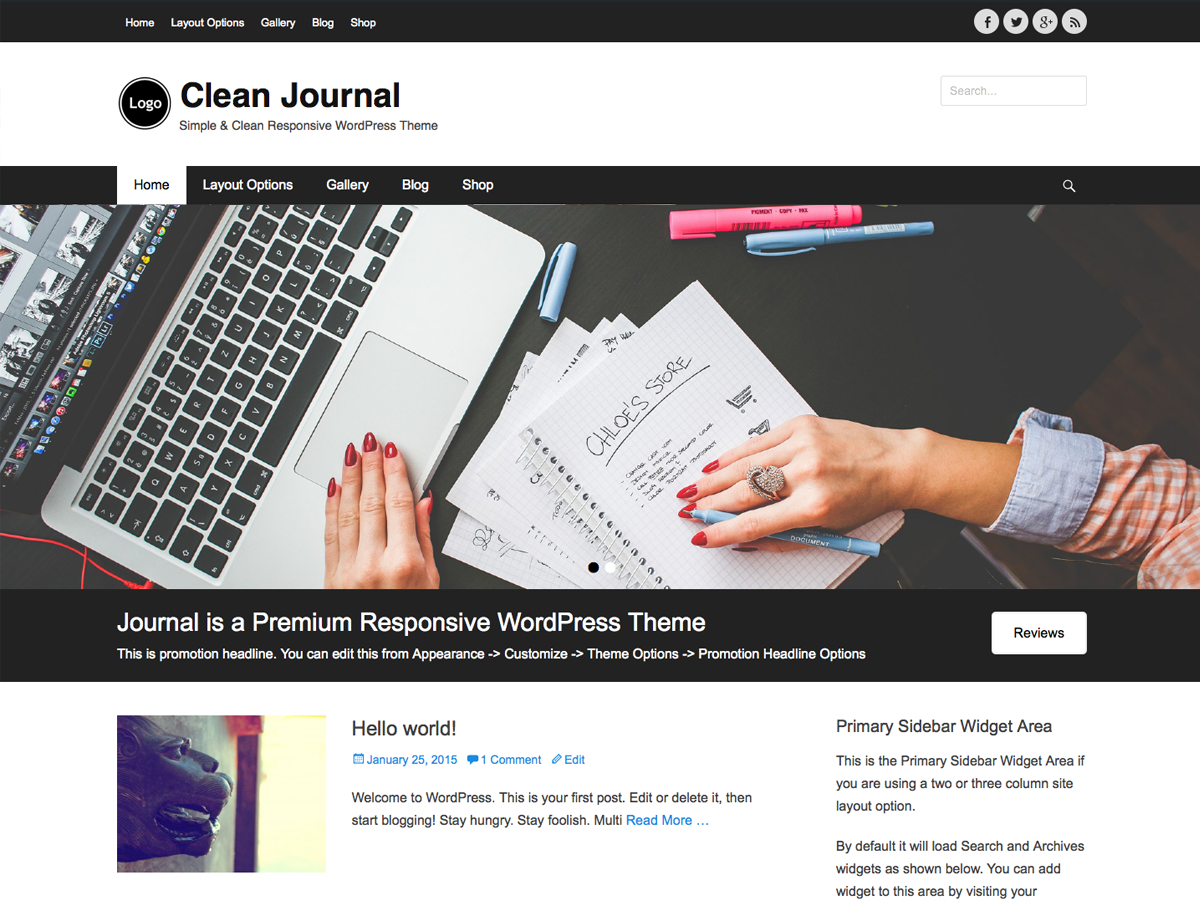 Home Layout Options Gallery Blog Shop
Logo
Clean Journal
Simple & Clean Responsive WordPress Theme
Search...
Home Layout Options Gallery Blog Shop
PIGMENT · COPY · FAX
CHLOE'S STORE
DOCUMENT
Journal is a Premium Responsive WordPress Theme
This is promotion headline. You can edit this from Appearance -> Customize -> Theme Options -> Promotion Headline Options
Reviews
Hello world!
January 25, 2015 1 Comment Edit
Welcome to WordPress. This is your first post. Edit or delete it, then
start blogging! Stay hungry. Stay foolish. Multi Read More …
Primary Sidebar Widget Area
This is the Primary Sidebar Widget Area if
you are using a two or three column site
layout option.
By default it will load Search and Archives
widgets as shown below. You can add
widget to this area by visiting your